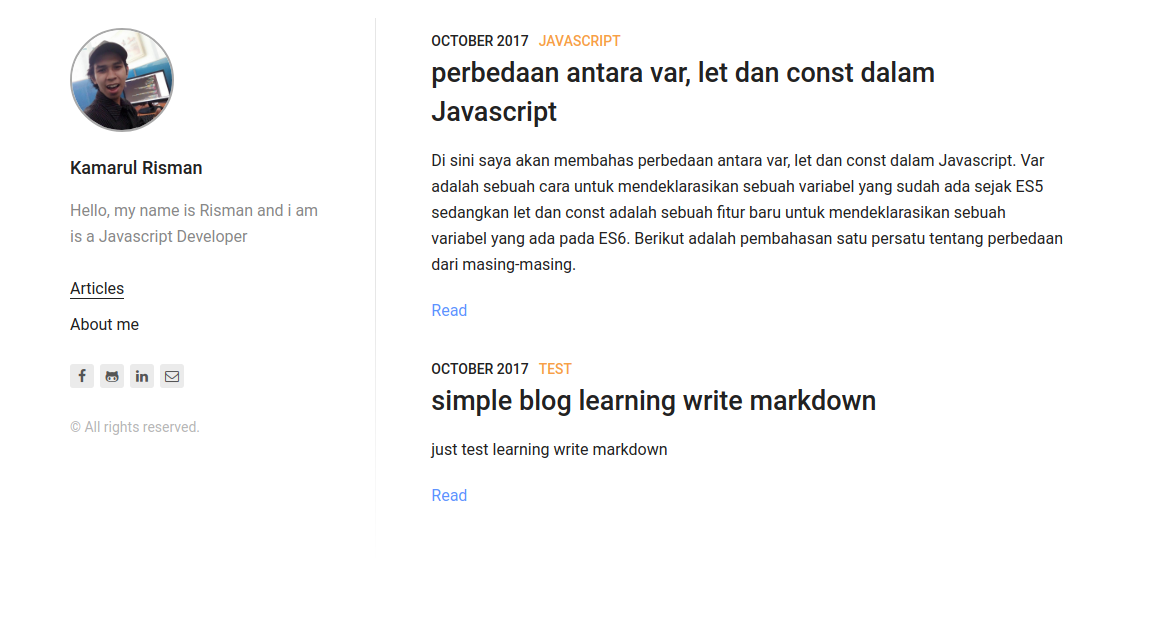 Kamarul Risman
Hello, my name is Risman and i am
is a Javascript Developer
Articles
About me
© All rights reserved.
OCTOBER 2017 JAVASCRIPT
perbedaan antara var, let dan const dalam
Javascript
Di sini saya akan membahas perbedaan antara var, let dan const dalam Javascript. Var
adalah sebuah cara untuk mendeklarasikan sebuah variabel yang sudah ada sejak ES5
sedangkan let dan const adalah sebuah fitur baru untuk mendeklarasikan sebuah
variabel yang ada pada ES6. Berikut adalah pembahasan satu persatu tentang perbedaan
dari masing-masing.
Read
OCTOBER 2017 TEST
simple blog learning write markdown
just test learning write markdown
Read